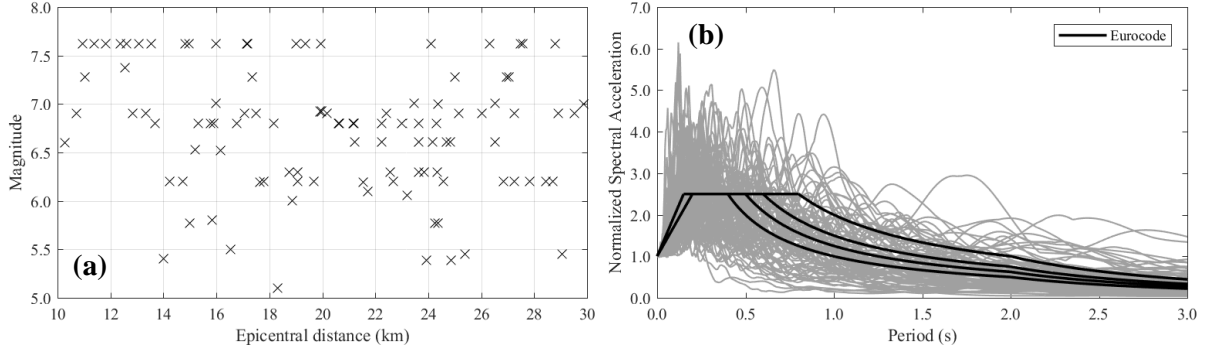 (a)
8.0
7.5
7.0
6.5
6.0
5.5
5.0
Magnitude
10 12 14 16 18 20 22 24 26 28 30
Epicentral distance (km)
(b)
Eurocode
7.0
6.0
5.0
4.0
3.0
2.0
1.0
0.0
Normalized Spectral Acceleration
0.0 0.5 1.0 1.5 2.0 2.5 3.0
Period (s)